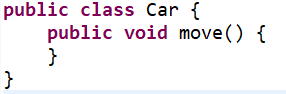 public class Car {
    public void move() {
    }
}